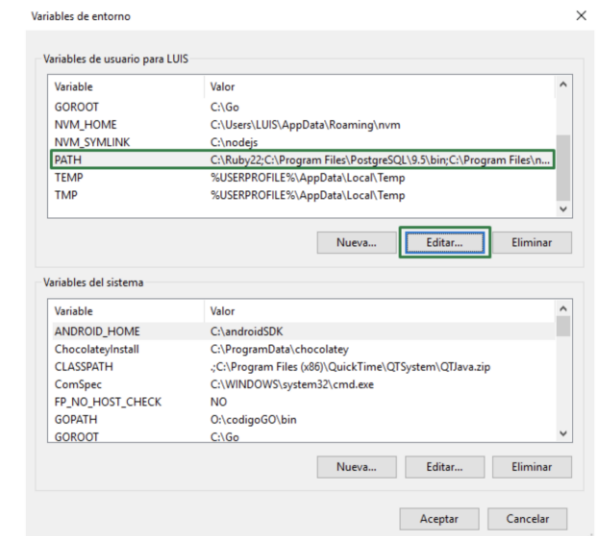 Variables de entorno
Variables de usuario para LUIS
Variable Valor
GOROOT C:\Go
NVM_HOME C:\Users\LUIS\AppData\Roaming\nvm
NVM_SYMLINK C:\nodejs
PATH C:\Ruby22;C:\Program Files\PostgreSQL\9.5\bin;C:\Program Files\n...
TEMP %USERPROFILE%\AppData\Local\Temp
TMP %USERPROFILE%\AppData\Local\Temp
Nueva... Editar... Eliminar
Variables del sistema
Variable Valor
ANDROID_HOME C:\androidSDK
ChocolateyInstall C:\ProgramData\chocolatey
CLASSPATH .;C:\Program Files (x86)\QuickTime\QTSystem\QTJava.zip
ComSpec C:\WINDOWS\system32\cmd.exe
FP_NO_HOST_CHECK NO
GOPATH O:\codigoGO\bin
GOROOT C:\Go
Nueva... Editar... Eliminar
Aceptar Cancelar